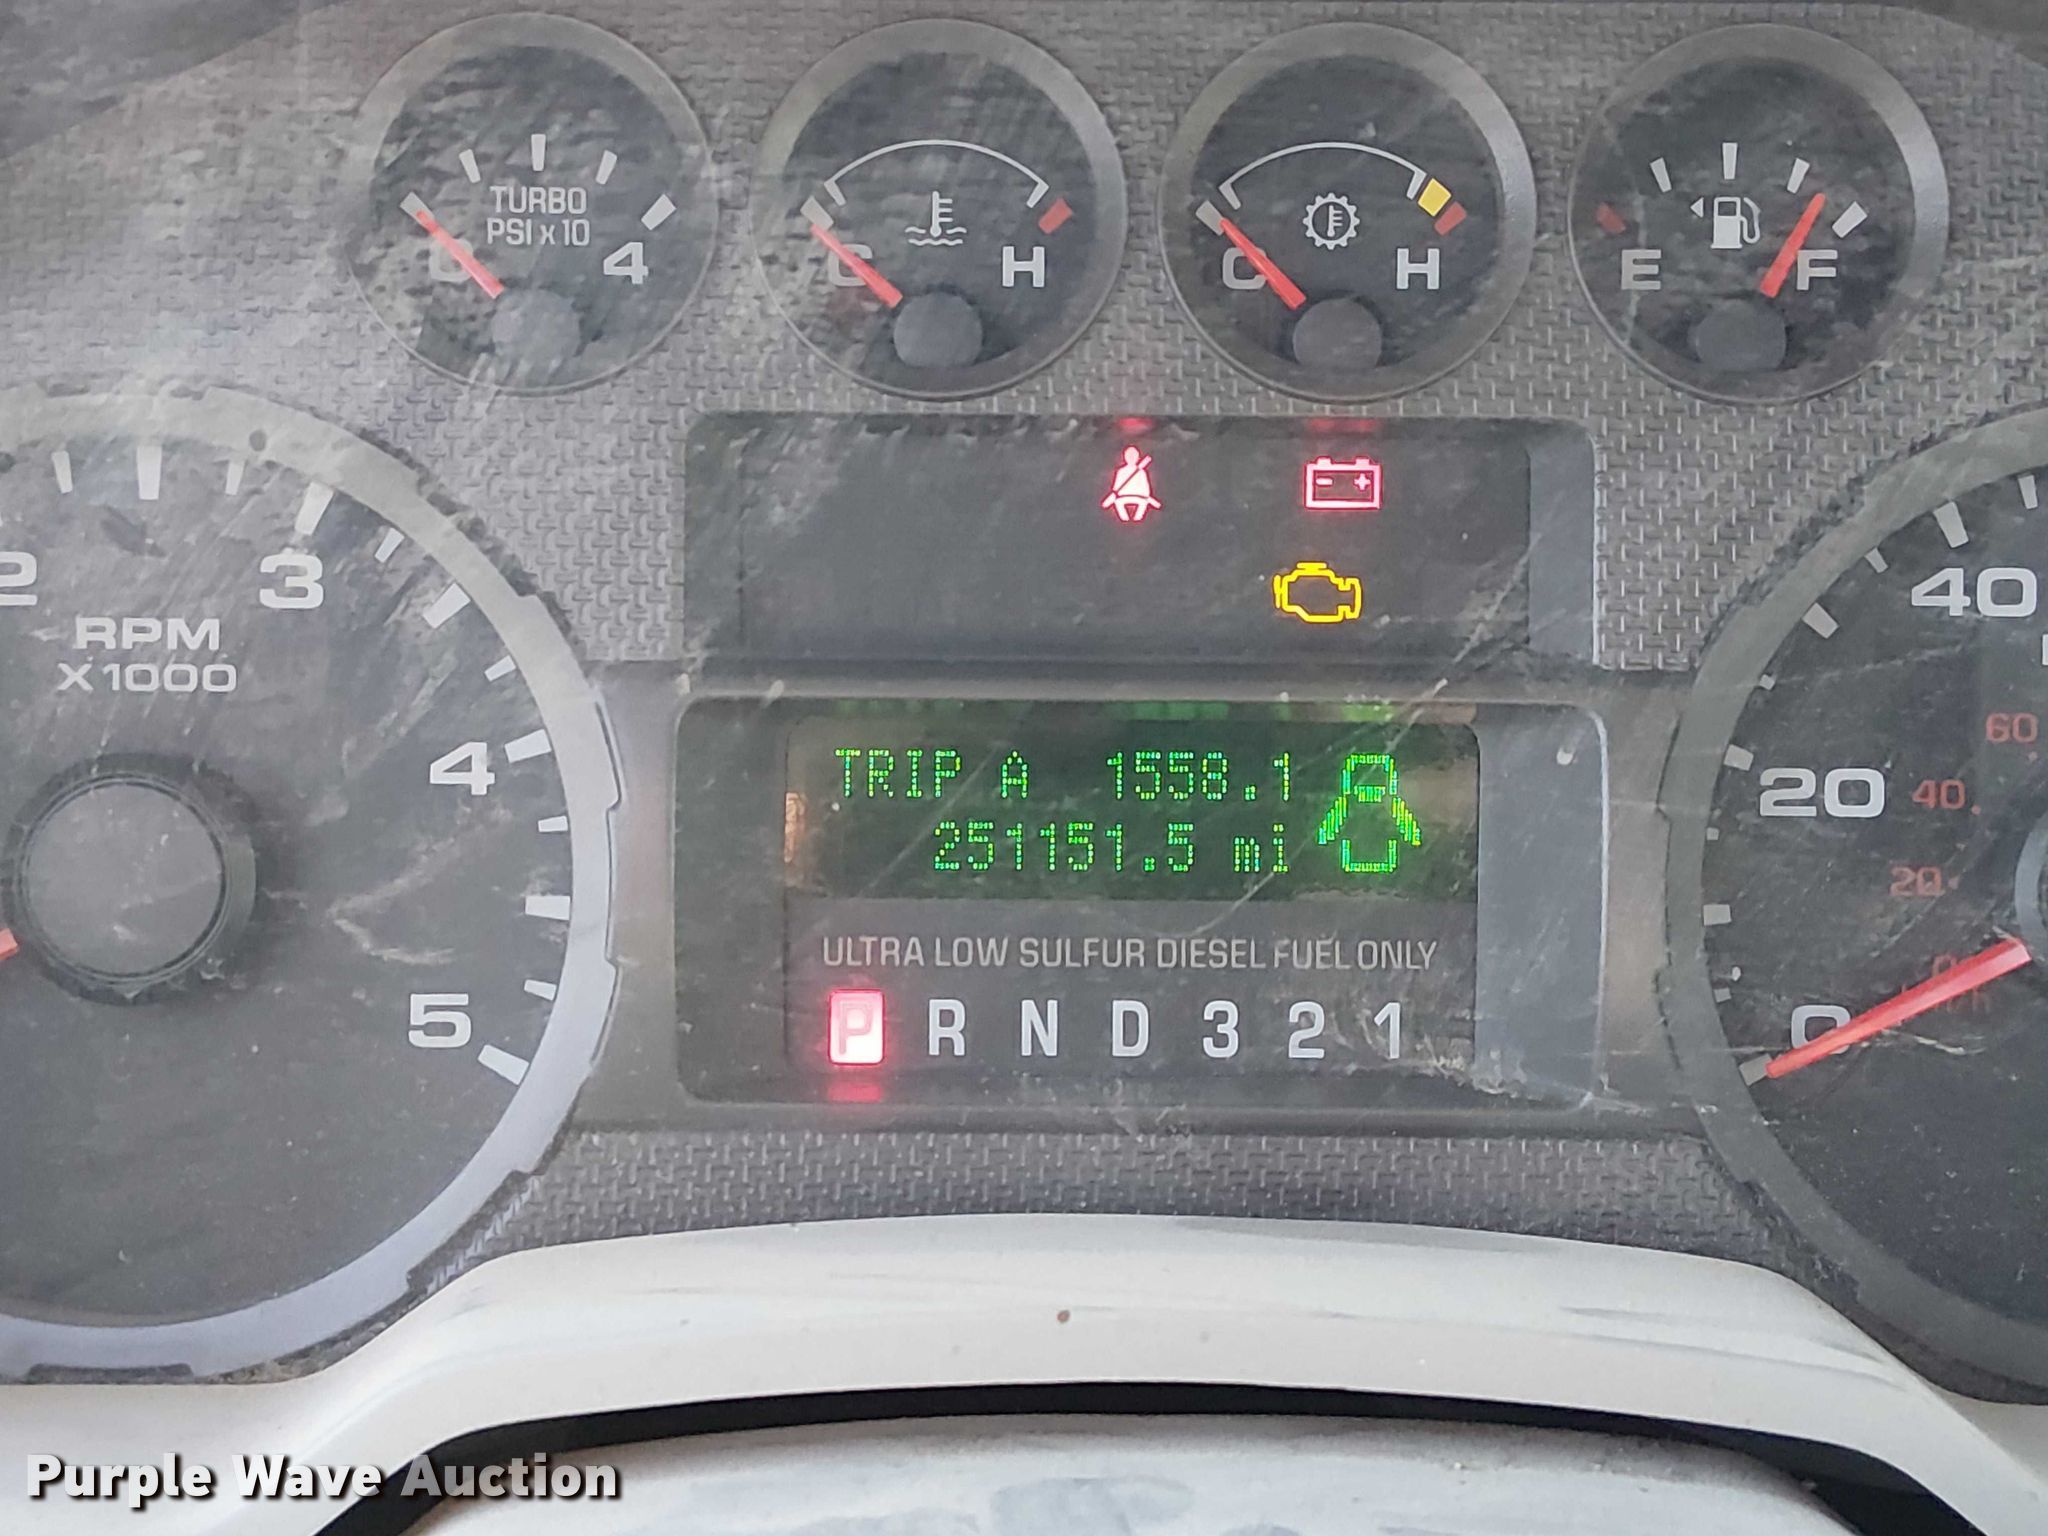 TURBO
PSI x 10
4
C H
C H
E F
2 3 4 5
RPM
X1000
40
20
0
60
40
20
TRIP A 1558.1
251151.5 mi
ULTRA LOW SULFUR DIESEL FUEL ONLY
P R N D 3 2 1
Purple Wave Auction